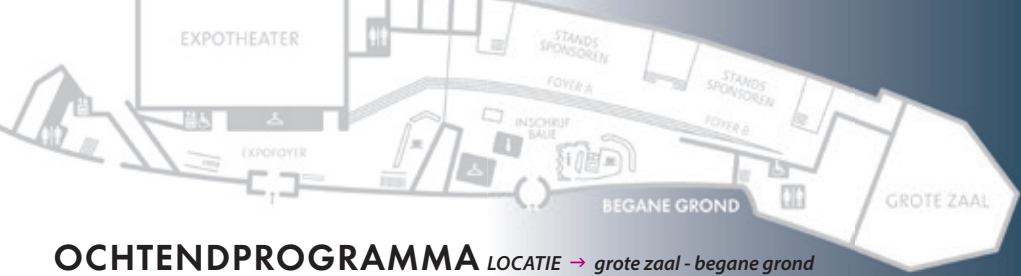 EXPOTHEATER
STANDS
SPONSOREN
STANDS
SPONSOREN
FOYER A
FOYER B
INSCHRIJF
BALIE
EXPOFOYER
BEGANE GROND
GROTE ZAAL
OCHTENDPROGRAMMA LOCATIE → grote zaal - begane grond